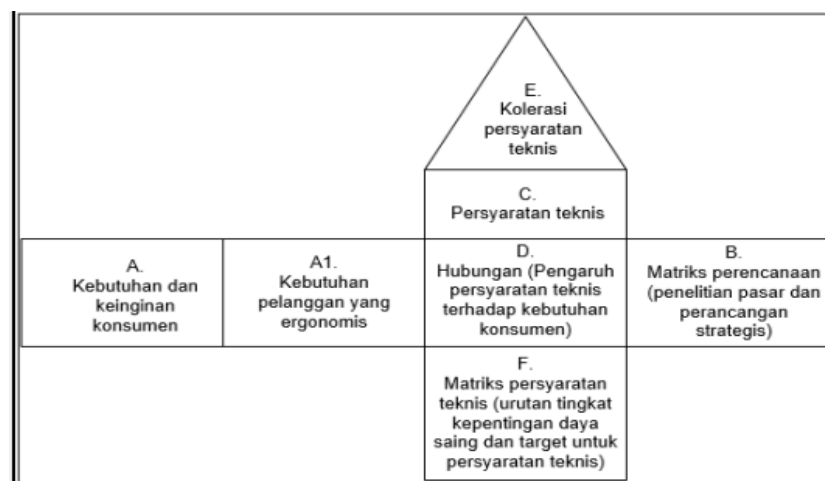 E.
Kolerasi
persyaratan
teknis
C.
Persyaratan teknis
A.
Kebutuhan dan
keinginan
konsumen
A1.
Kebutuhan
pelanggan yang
ergonomis
D.
Hubungan (Pengaruh
persyaratan teknis
terhadap kebutuhan
konsumen)
B.
Matriks perencanaan
(penelitian pasar dan
perancangan
strategis)
F.
Matriks persyaratan
teknis (urutan tingkat
kepentingan daya
saing dan target untuk
persyaratan teknis)